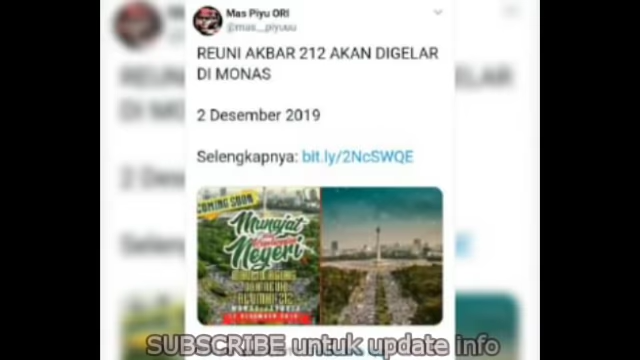 Mas Piyu ORI
@mas__piyuuu
REUNI AKBAR 212 AKAN DIGELAR
DI MONAS
2 Desember 2019
Selengkapnya: bit.ly/2NcSWQE
COMING SOON
Munajat
Negeri
SUBSCRIBE untuk update info